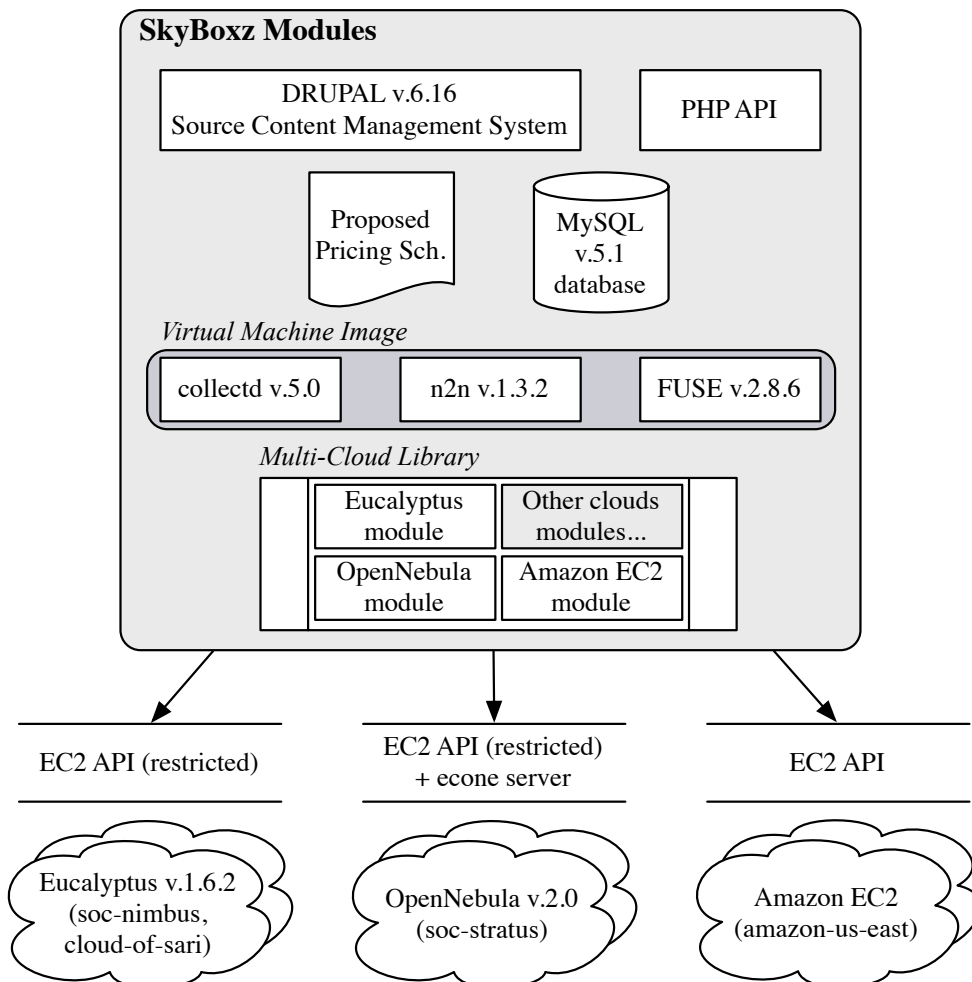 SkyBoxz Modules
DRUPAL v.6.16
Source Content Management System
PHP API
Proposed
Pricing Sch.
MySQL
v.5.1
database
Virtual Machine Image
collectd v.5.0
n2n v.1.3.2
FUSE v.2.8.6
Multi-Cloud Library
Eucalyptus
module
Other clouds
modules...
OpenNebula
module
Amazon EC2
module
EC2 API (restricted)
EC2 API (restricted)
+ econe server
EC2 API
Eucalyptus v.1.6.2
(soc-nimbus,
cloud-of-sari)
OpenNebula v.2.0
(soc-stratus)
Amazon EC2
(amazon-us-east)